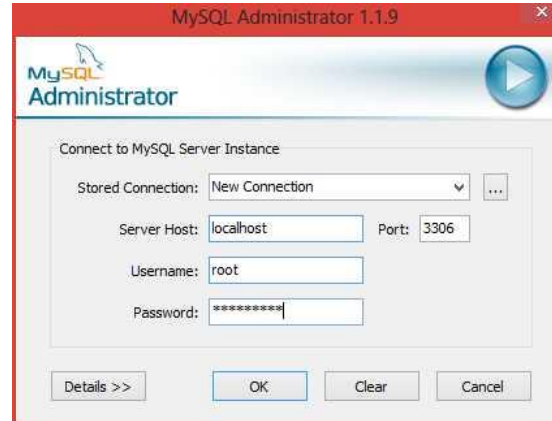 MySQL Administrator 1.1.9
MySQL
Administrator
Connect to MySQL Server Instance
Stored Connection: New Connection ...
Server Host: localhost Port: 3306
Username: root
Password: *********
Details >> OK Clear Cancel